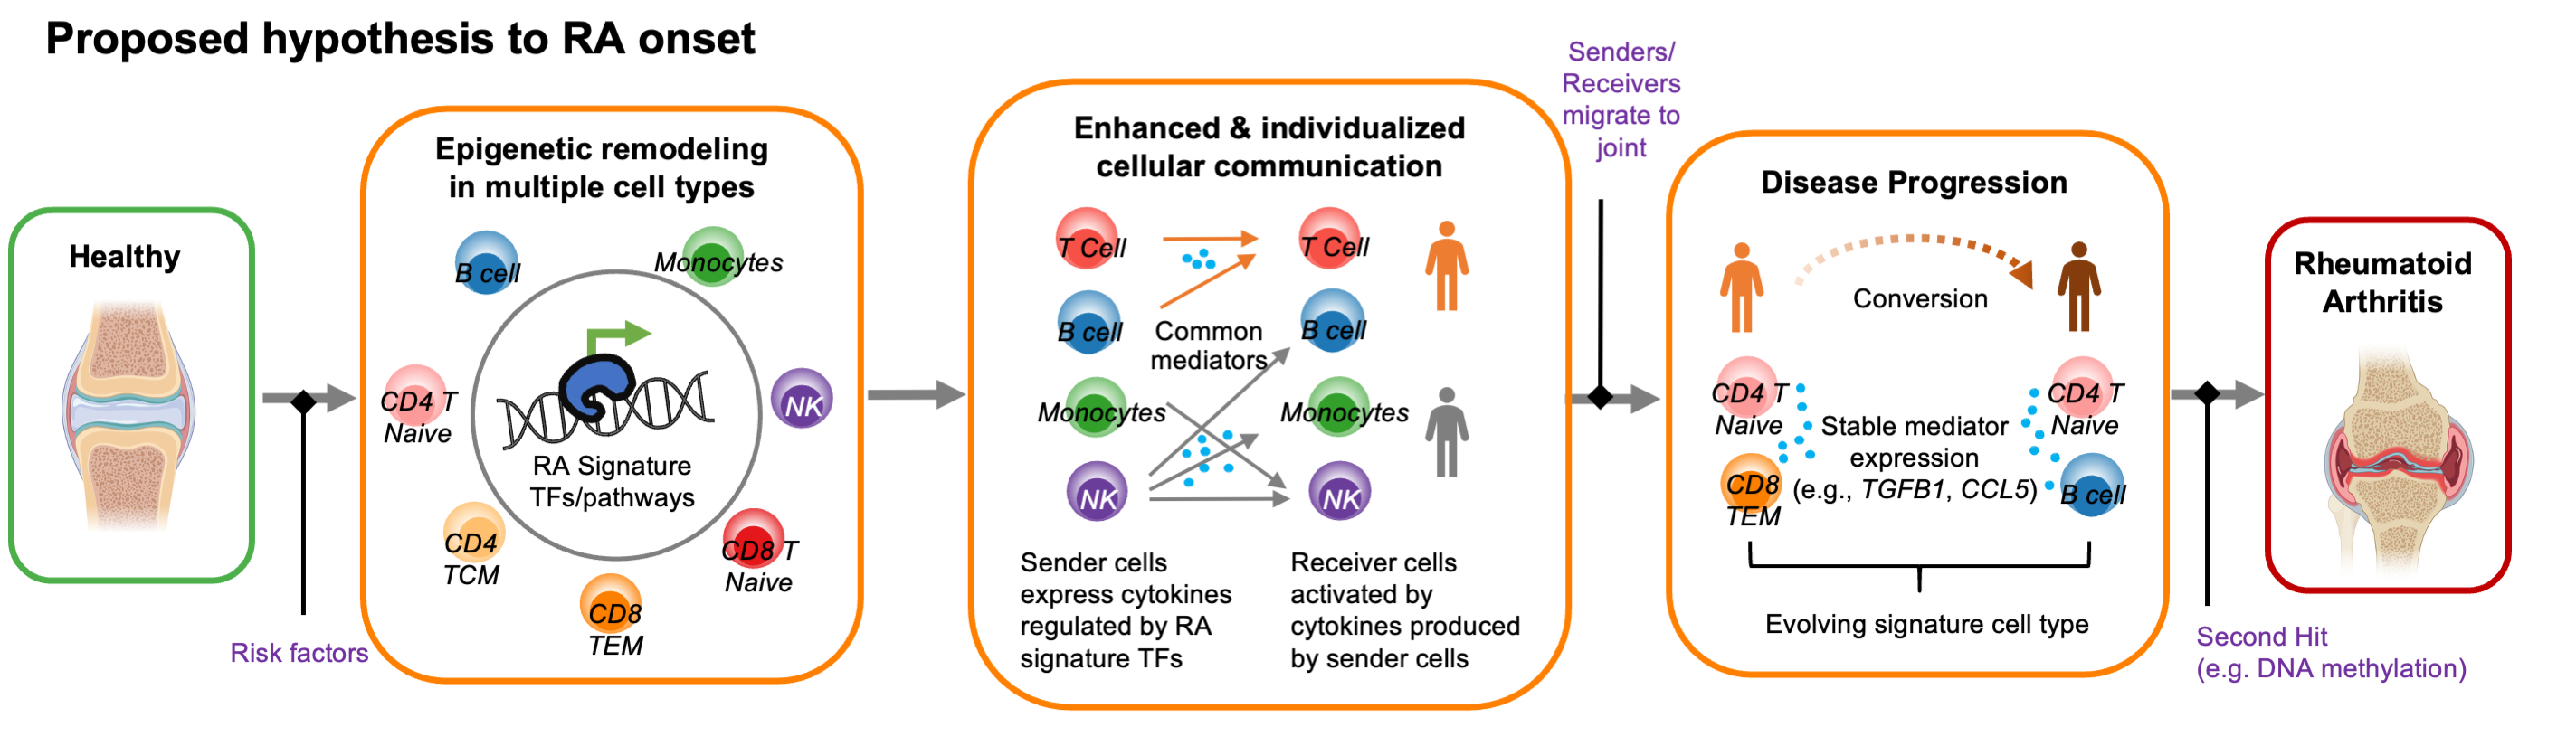 Proposed hypothesis to RA onset
Healthy
Risk factors
Epigenetic remodeling
in multiple cell types
B cell
Monocytes
CD4 T
Naive
NK
RA Signature
TFs/pathways
CD4
TCM
CD8 T
Naive
CD8
TEM
Enhanced & individualized
cellular communication
T Cell
T Cell
B cell
B cell
Common
mediators
Monocytes
Monocytes
NK
NK
Sender cells
express cytokines
regulated by RA
signature TFs
Receiver cells
activated by
cytokines produced
by sender cells
Senders/
Receivers
migrate to
joint
Disease Progression
Conversion
CD4 T
Naive
CD4 T
Naive
Stable mediator
expression
(e.g., TGFB1, CCL5)
CD8
TEM
B cell
Evolving signature cell type
Second Hit
(e.g. DNA methylation)
Rheumatoid
Arthritis